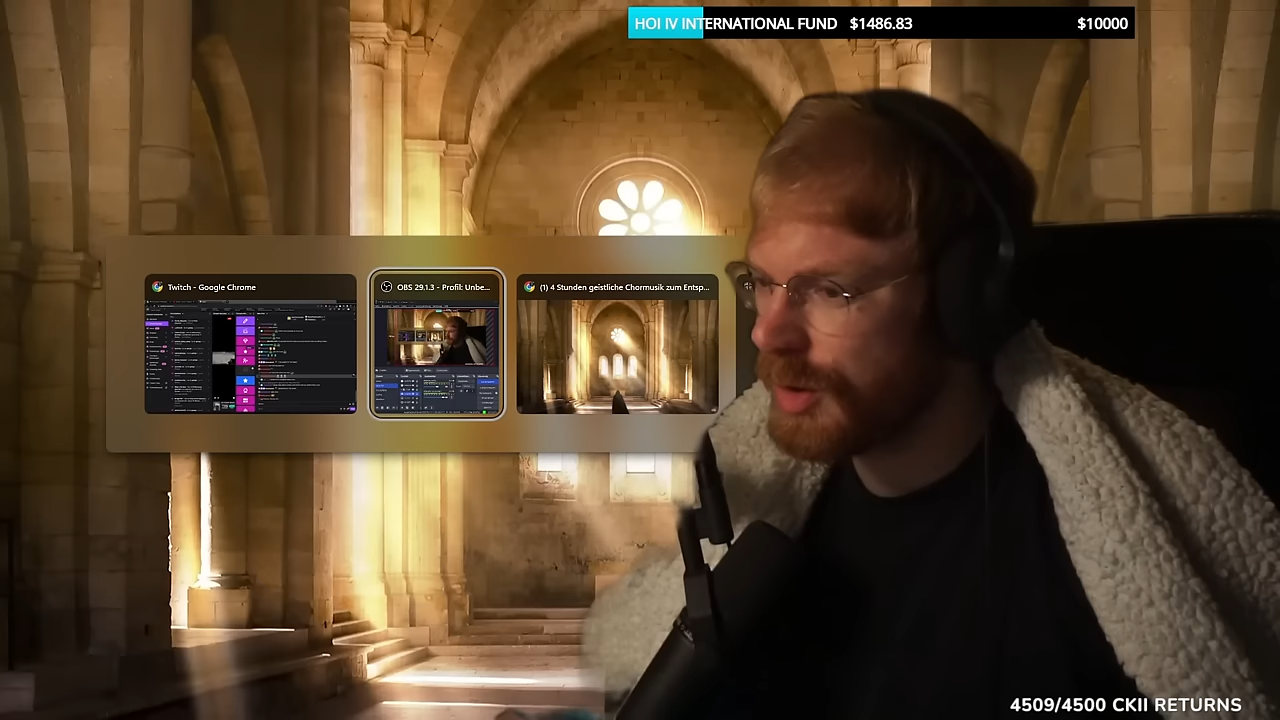 HOI IV INTERNATIONAL FUND $1486.83 $10000
Twitch - Google Chrome
OBS 29.1.3 - Profil: Unbe...
(1) 4 Stunden geistliche Chormusik zum Entsp...
4509/4500 CKII RETURNS